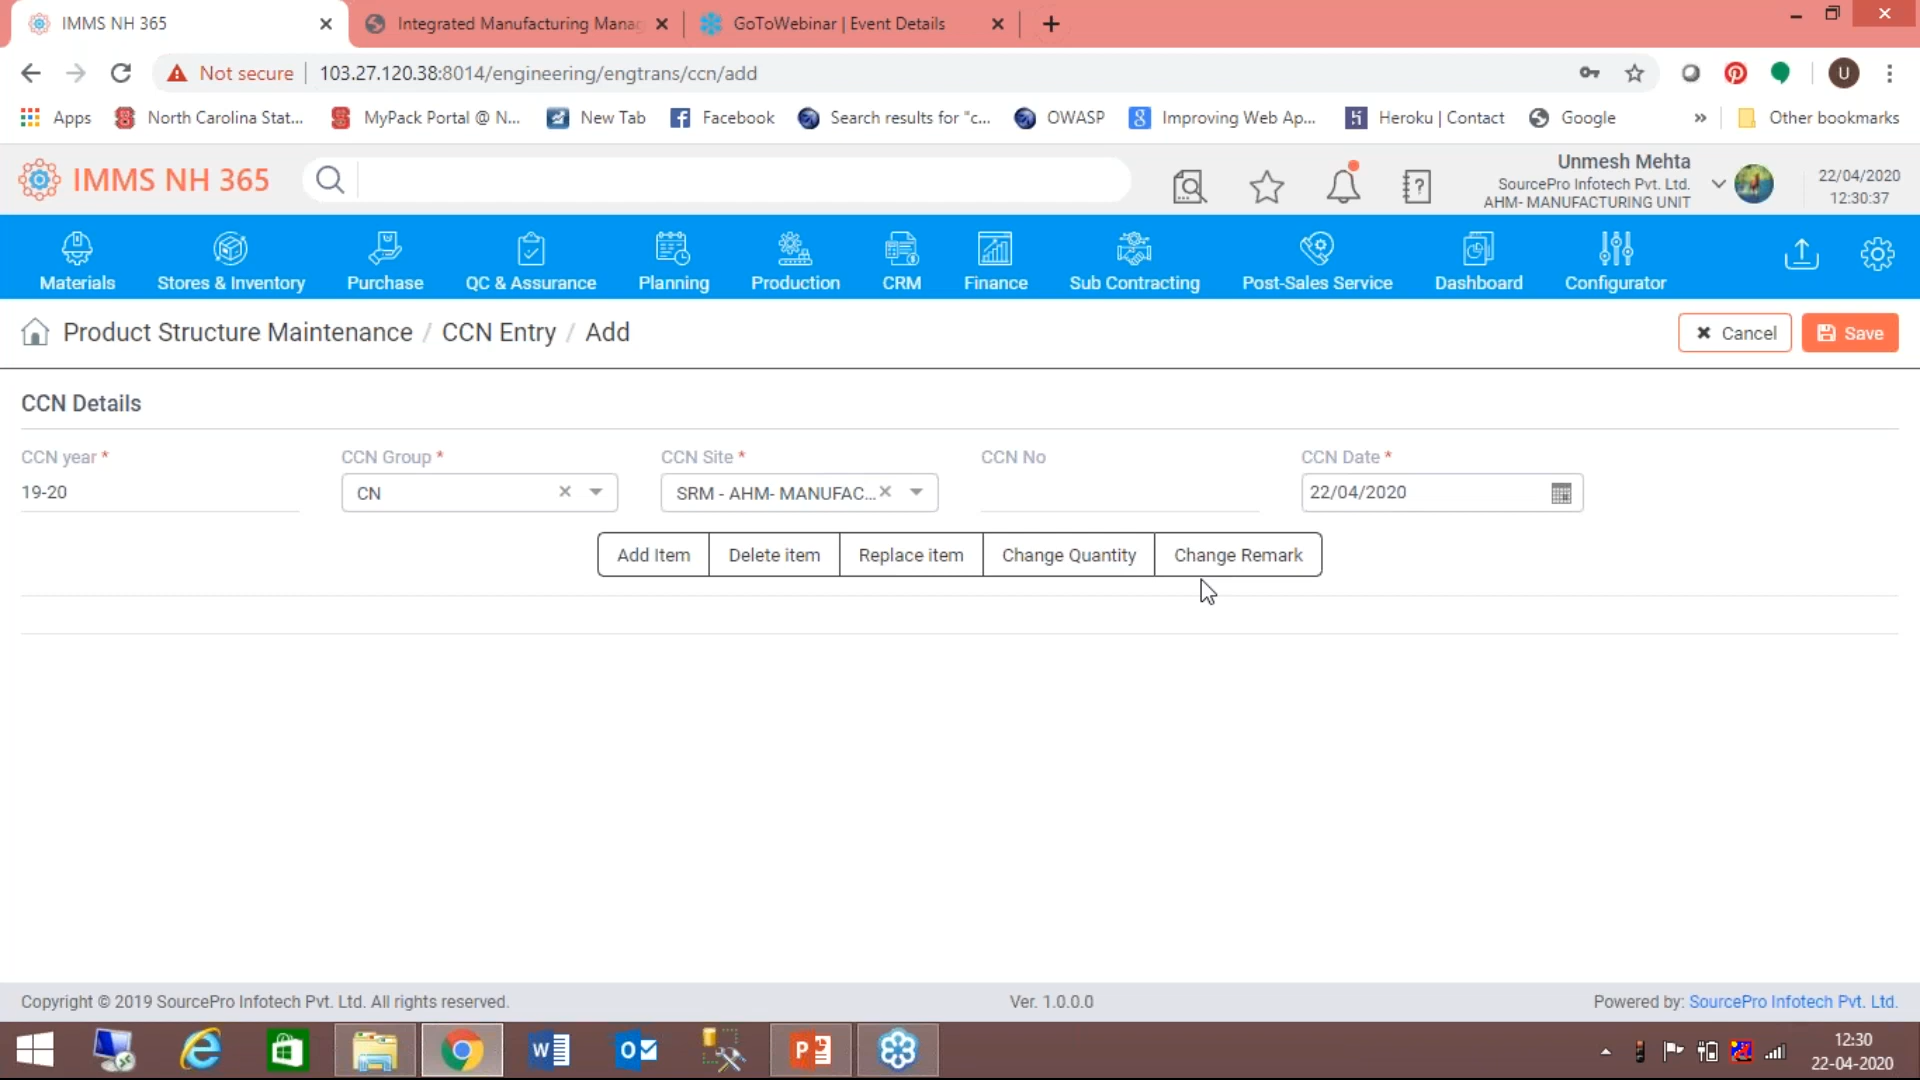 IMMS NH 365
Integrated Manufacturing Manag
GoToWebinar | Event Details
Not secure
103.27.120.38:8014/engineering/engtrans/ccn/add
U
Apps
North Carolina Stat...
MyPack Portal @ N...
New Tab
Facebook
Search results for "c...
OWASP
Improving Web Ap...
Heroku | Contact
Google
Other bookmarks
IMMS NH 365
Unmesh Mehta
SourcePro Infotech Pvt. Ltd.
AHM- MANUFACTURING UNIT
22/04/2020
12:30:37
Materials
Stores & Inventory
Purchase
QC & Assurance
Planning
Production
CRM
Finance
Sub Contracting
Post-Sales Service
Dashboard
Configurator
Product Structure Maintenance / CCN Entry / Add
Cancel
Save
CCN Details
CCN year *
CCN Group *
CCN Site *
CCN No
CCN Date *
19-20
CN
SRM - AHM- MANUFAC...
22/04/2020
Add Item
Delete item
Replace item
Change Quantity
Change Remark
Copyright © 2019 SourcePro Infotech Pvt. Ltd. All rights reserved.
Ver. 1.0.0.0
Powered by: SourcePro Infotech Pvt. Ltd.
12:30
22-04-2020